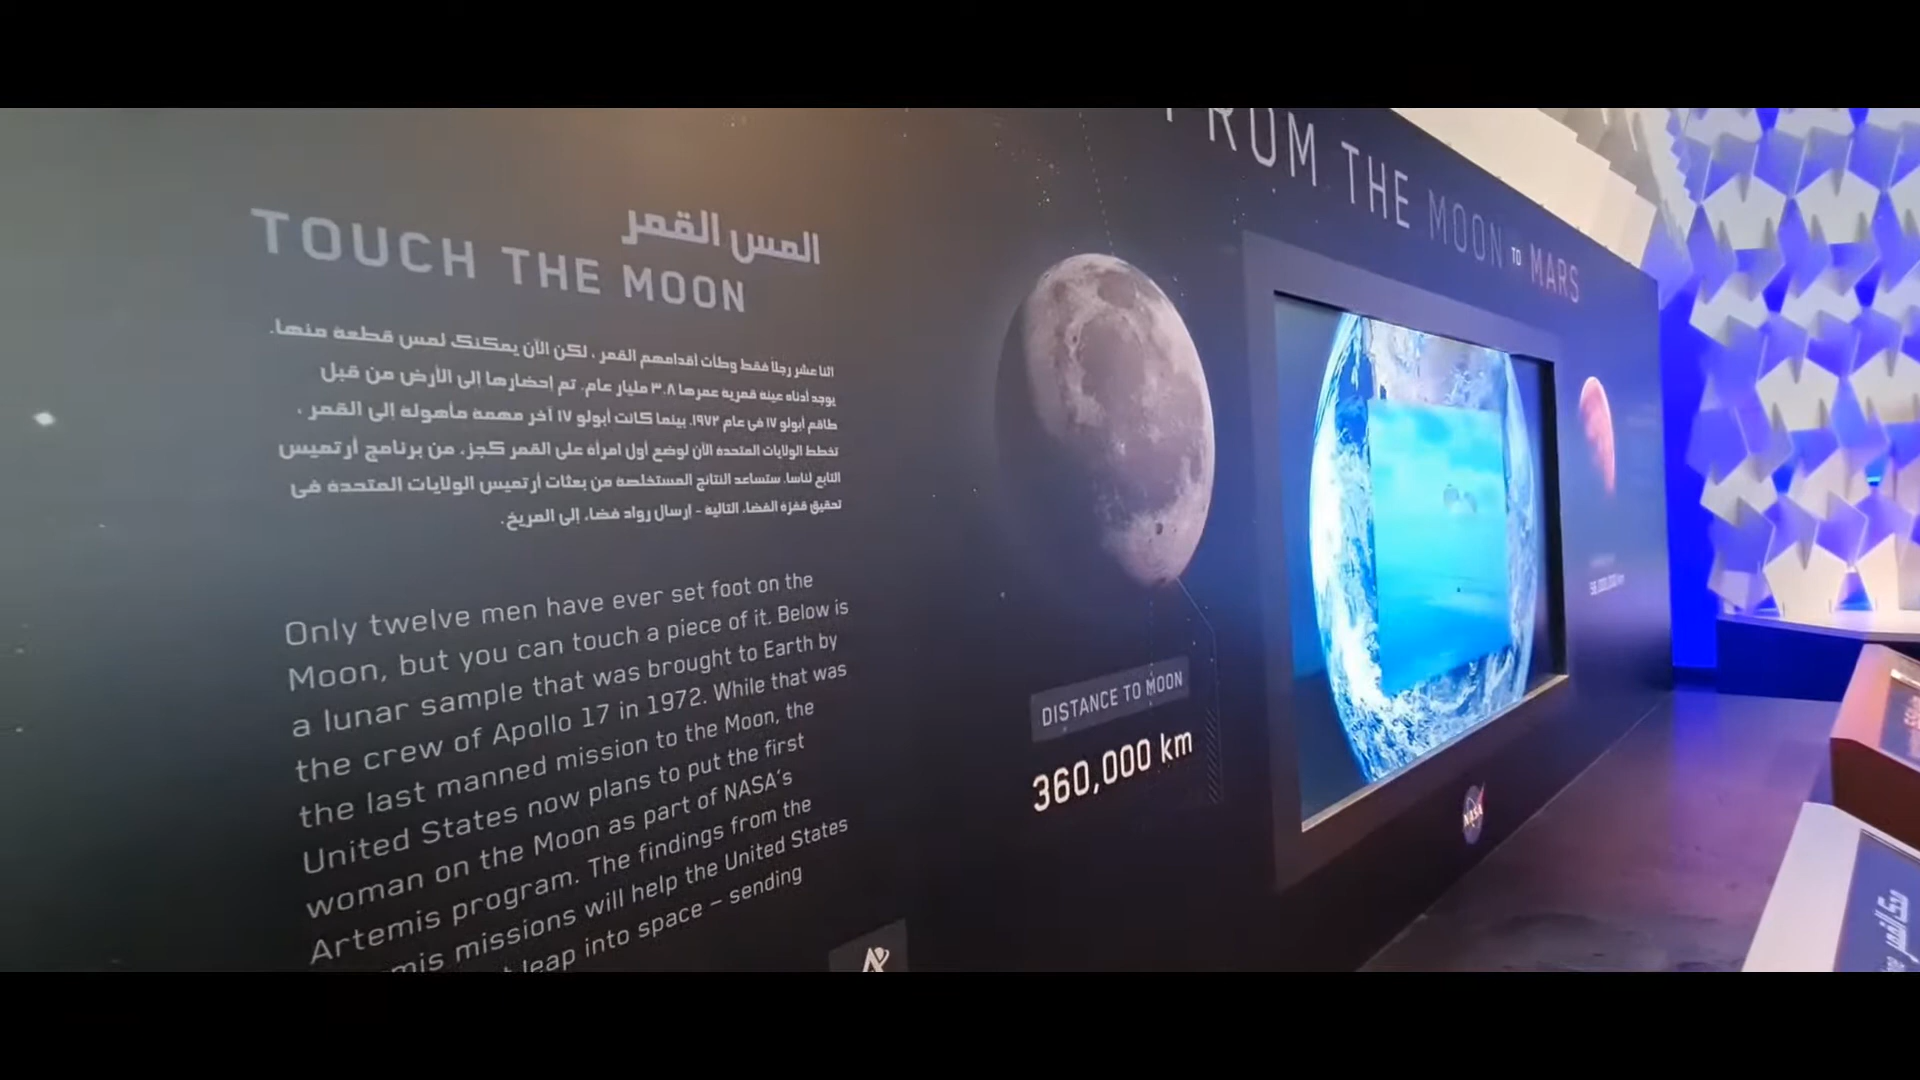 المس القمر
TOUCH THE MOON
اثنا عشر رجلاً فقط وطأت أقدامهم القمر ، لكن الآن يمكنك لمس قطعة منها.
يوجد أدناه عينة قمرية عمرها ٣.٨ مليار عام. تم إحضارها إلى الأرض من قبل
طاقم أبولو ١٧ في عام ١٩٧٢. بينما كانت أبولو ١٧ آخر مهمة مأهولة إلى القمر ،
تخطط الولايات المتحدة الآن لوضع أول امرأة على القمر كجزء من برنامج أرتميس
التابع لناسا. ستساعد النتائج المستخلصة من بعثات أرتميس الولايات المتحدة في
تحقيق قفزة الفضاء التالية - إرسال رواد فضاء إلى المريخ.
Only twelve men have ever set foot on the
Moon, but you can touch a piece of it. Below is
a lunar sample that was brought to Earth by
the crew of Apollo 17 in 1972. While that was
the last manned mission to the Moon, the
United States now plans to put the first
woman on the Moon as part of NASA's
Artemis program. The findings from the
missions will help the United States
leap into space – sending
FROM THE MOON TO MARS
DISTANCE TO MOON
360,000 km
NASA